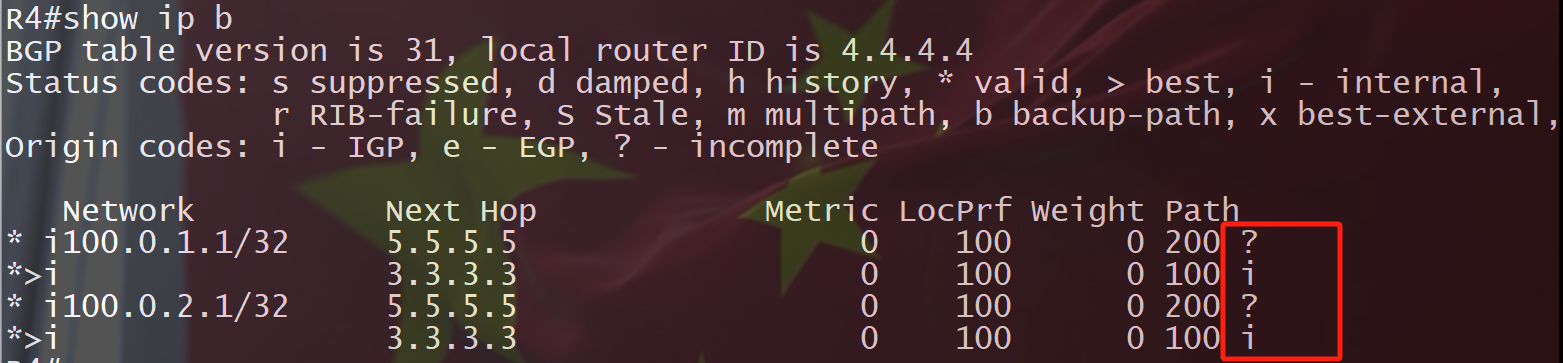 R4#show ip b
BGP table version is 31, local router ID is 4.4.4.4
Status codes: s suppressed, d damped, h history, * valid, > best, i - internal,
              r RIB-failure, S Stale, m multipath, b backup-path, x best-external,
Origin codes: i - IGP, e - EGP, ? - incomplete
   Network          Next Hop            Metric LocPrf Weight Path
* i100.0.1.1/32     5.5.5.5                  0    100      0 200 ?
*>i                 3.3.3.3                  0    100      0 100 i
* i100.0.2.1/32     5.5.5.5                  0    100      0 200 ?
*>i                 3.3.3.3                  0    100      0 100 i